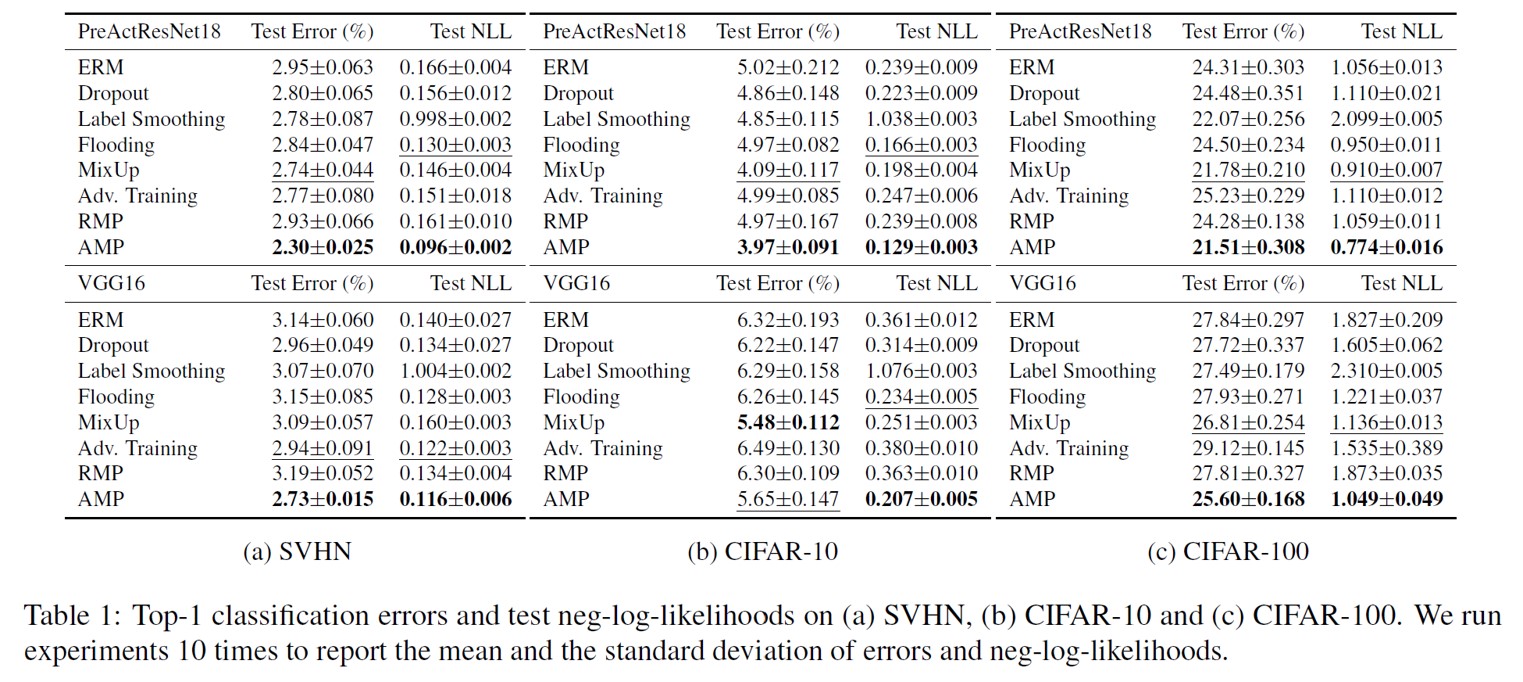 PreActResNet18 Test Error (%) Test NLL PreActResNet18 Test Error (%) Test NLL PreActResNet18 Test Error (%) Test NLL
ERM 2.95±0.063 0.166±0.004 ERM 5.02±0.212 0.239±0.009 ERM 24.31±0.303 1.056±0.013
Dropout 2.80±0.065 0.156±0.012 Dropout 4.86±0.148 0.223±0.009 Dropout 24.48±0.351 1.110±0.021
Label Smoothing 2.78±0.087 0.998±0.002 Label Smoothing 4.85±0.115 1.038±0.003 Label Smoothing 22.07±0.256 2.099±0.005
Flooding 2.84±0.047 0.130±0.003 Flooding 4.97±0.082 0.166±0.003 Flooding 24.50±0.234 0.950±0.011
MixUp 2.74±0.044 0.146±0.004 MixUp 4.09±0.117 0.198±0.004 MixUp 21.78±0.210 0.910±0.007
Adv. Training 2.77±0.080 0.151±0.018 Adv. Training 4.99±0.085 0.247±0.006 Adv. Training 25.23±0.229 1.110±0.012
RMP 2.93±0.066 0.161±0.010 RMP 4.97±0.167 0.239±0.008 RMP 24.28±0.138 1.059±0.011
AMP 2.30±0.025 0.096±0.002 AMP 3.97±0.091 0.129±0.003 AMP 21.51±0.308 0.774±0.016
VGG16 Test Error (%) Test NLL VGG16 Test Error (%) Test NLL VGG16 Test Error (%) Test NLL
ERM 3.14±0.060 0.140±0.027 ERM 6.32±0.193 0.361±0.012 ERM 27.84±0.297 1.827±0.209
Dropout 2.96±0.049 0.134±0.027 Dropout 6.22±0.147 0.314±0.009 Dropout 27.72±0.337 1.605±0.062
Label Smoothing 3.07±0.070 1.004±0.002 Label Smoothing 6.29±0.158 1.076±0.003 Label Smoothing 27.49±0.179 2.310±0.005
Flooding 3.15±0.085 0.128±0.003 Flooding 6.26±0.145 0.234±0.005 Flooding 27.93±0.271 1.221±0.037
MixUp 3.09±0.057 0.160±0.003 MixUp 5.48±0.112 0.251±0.003 MixUp 26.81±0.254 1.136±0.013
Adv. Training 2.94±0.091 0.122±0.003 Adv. Training 6.49±0.130 0.380±0.010 Adv. Training 29.12±0.145 1.535±0.389
RMP 3.19±0.052 0.134±0.004 RMP 6.30±0.109 0.363±0.010 RMP 27.81±0.327 1.873±0.035
AMP 2.73±0.015 0.116±0.006 AMP 5.65±0.147 0.207±0.005 AMP 25.60±0.168 1.049±0.049
(a) SVHN (b) CIFAR-10 (c) CIFAR-100
Table 1: Top-1 classification errors and test neg-log-likelihoods on (a) SVHN, (b) CIFAR-10 and (c) CIFAR-100. We run
experiments 10 times to report the mean and the standard deviation of errors and neg-log-likelihoods.